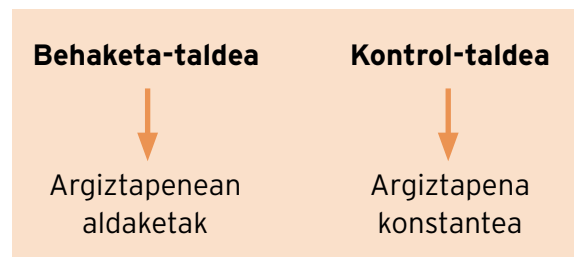 Behaketa-taldea
Kontrol-taldea
Argiztapenean
aldaketak
Argiztapena
konstantea